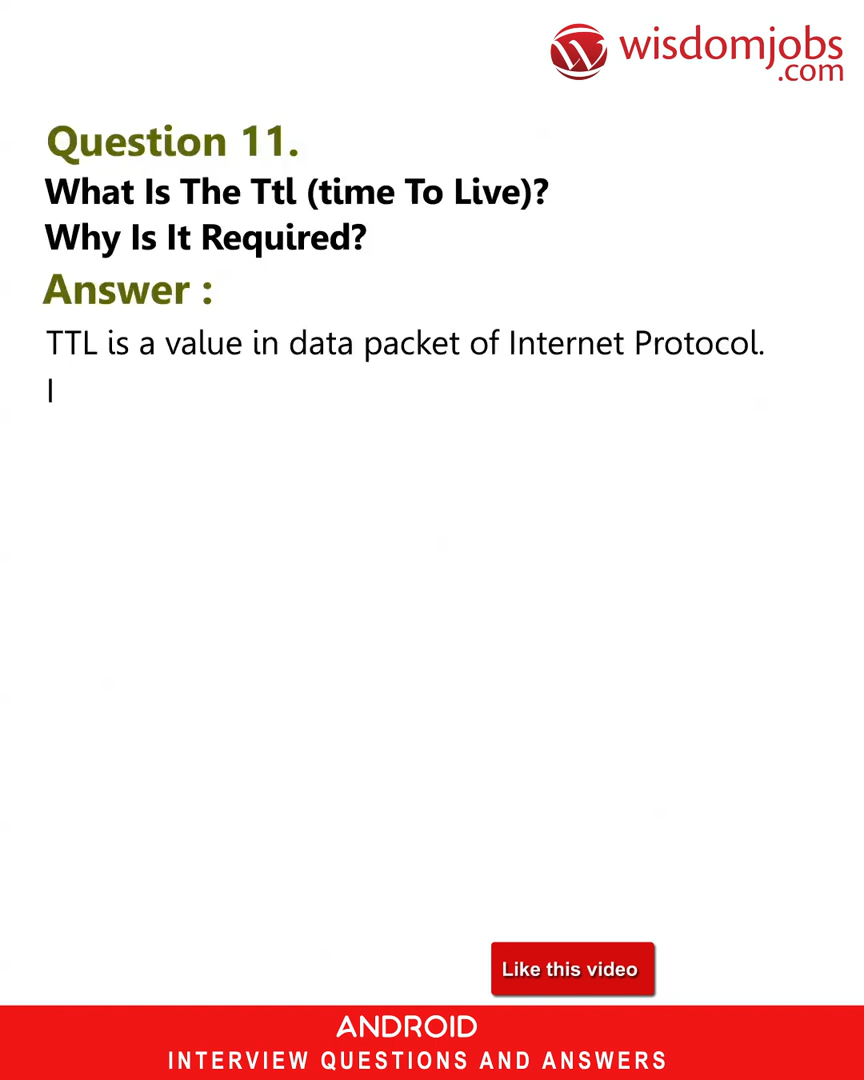 wisdomjobs
.com
Question 11.
What Is The Ttl (time To Live)?
Why Is It Required?
Answer :
TTL is a value in data packet of Internet Protocol.
I
Like this video
ANDROID
INTERVIEW QUESTIONS AND ANSWERS